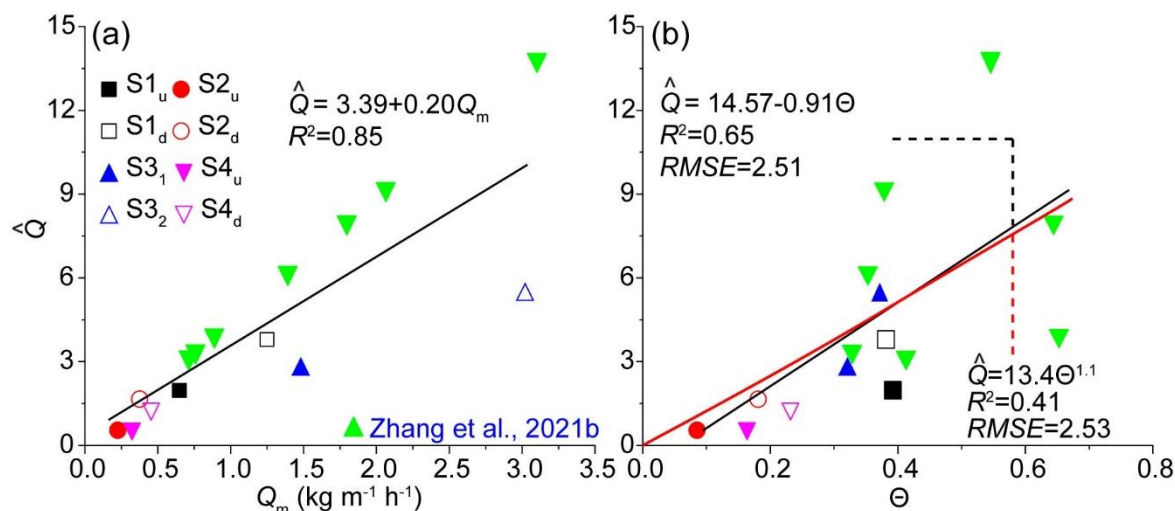 (a)
S1u S2u
S1d S2d
S31 S4u
S32 S4d
Q̂ = 3.39+0.20Qm
R²=0.85
Zhang et al., 2021b
15
12
9
6
3
0
Q̂
0.0 0.5 1.0 1.5 2.0 2.5 3.0 3.5
Qm (kg m⁻¹ h⁻¹)
(b)
Q̂ = 14.57-0.91Θ
R²=0.65
RMSE=2.51
Q̂=13.4Θ¹·¹
R²=0.41
RMSE=2.53
15
12
9
6
3
0
0.0 0.2 0.4 0.6 0.8
Θ